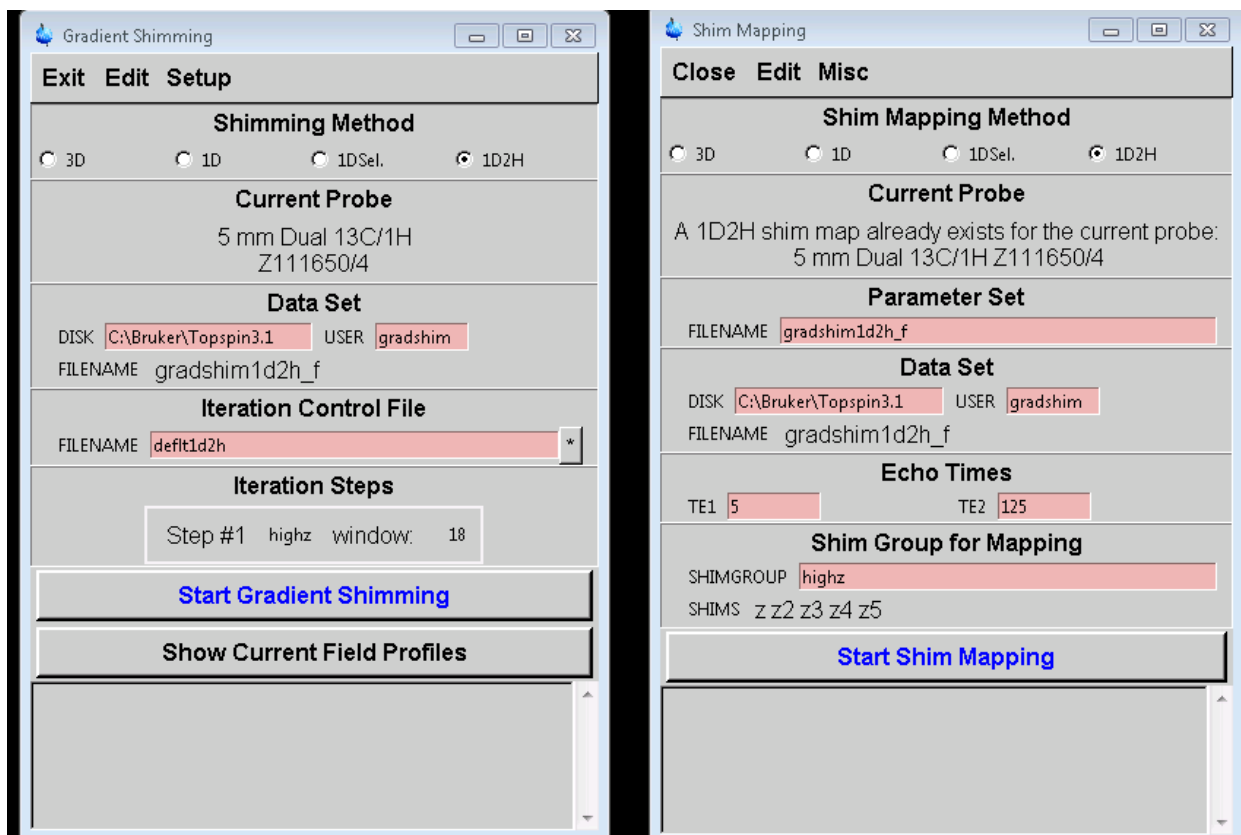 Gradient Shimming
Exit Edit Setup
Shimming Method
3D 1D 1DSel. 1D2H
Current Probe
5 mm Dual 13C/1H
Z111650/4
Data Set
DISK C:\Bruker\Topspin3.1 USER gradshim
FILENAME gradshim1d2h_f
Iteration Control File
FILENAME deflt1d2h *
Iteration Steps
Step #1 highz window: 18
Start Gradient Shimming
Show Current Field Profiles
Shim Mapping
Close Edit Misc
Shim Mapping Method
3D 1D 1DSel. 1D2H
Current Probe
A 1D2H shim map already exists for the current probe:
5 mm Dual 13C/1H Z111650/4
Parameter Set
FILENAME gradshim1d2h_f
Data Set
DISK C:\Bruker\Topspin3.1 USER gradshim
FILENAME gradshim1d2h_f
Echo Times
TE1 5 TE2 125
Shim Group for Mapping
SHIMGROUP highz
SHIMS z z2 z3 z4 z5
Start Shim Mapping